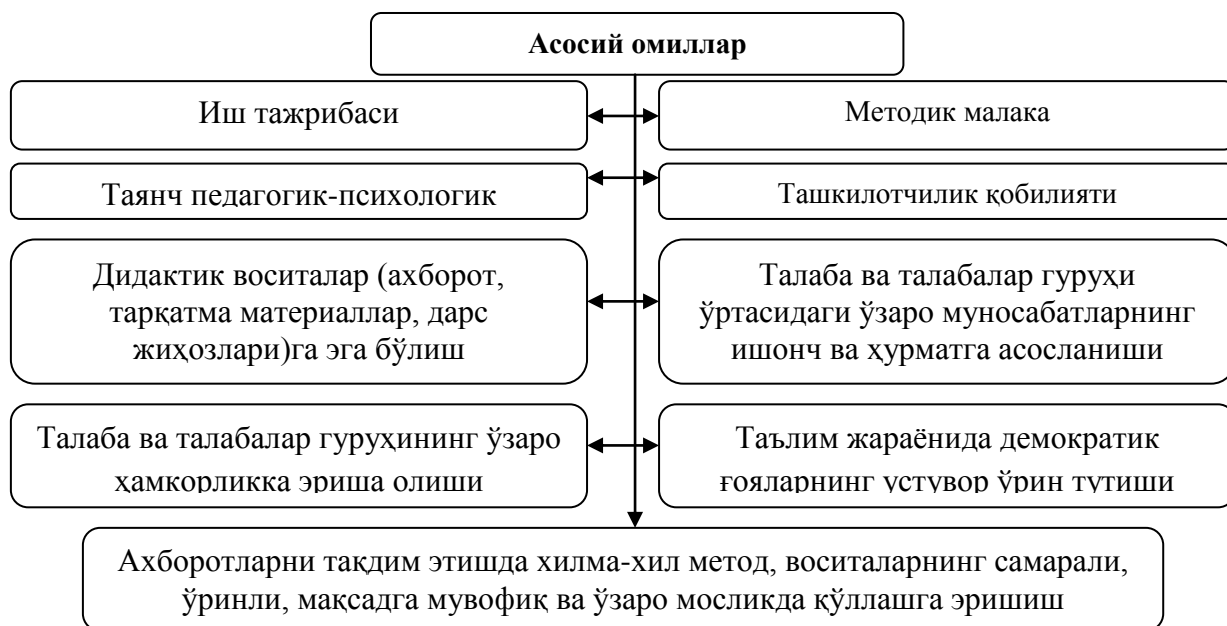 Асосий омиллар
Иш тажрибаси
Методик малака
Таянч педагогик-психологик
Ташкилотчилик қобилияти
Дидактик воситалар (ахборот,
тарқатма материаллар, дарс
жиҳозлари)га эга бўлиш
Талаба ва талабалар гуруҳи
ўртасидаги ўзаро муносабатларнинг
ишонч ва ҳурматга асосланиши
Талаба ва талабалар гуруҳининг ўзаро
ҳамкорликка эриша олиши
Таълим жараёнида демократик
ғояларнинг устувор ўрин тутиши
Ахборотларни тақдим этишда хилма-хил метод, воситаларнинг самарали,
ўринли, мақсадга мувофиқ ва ўзаро мосликда қўллашга эришиш